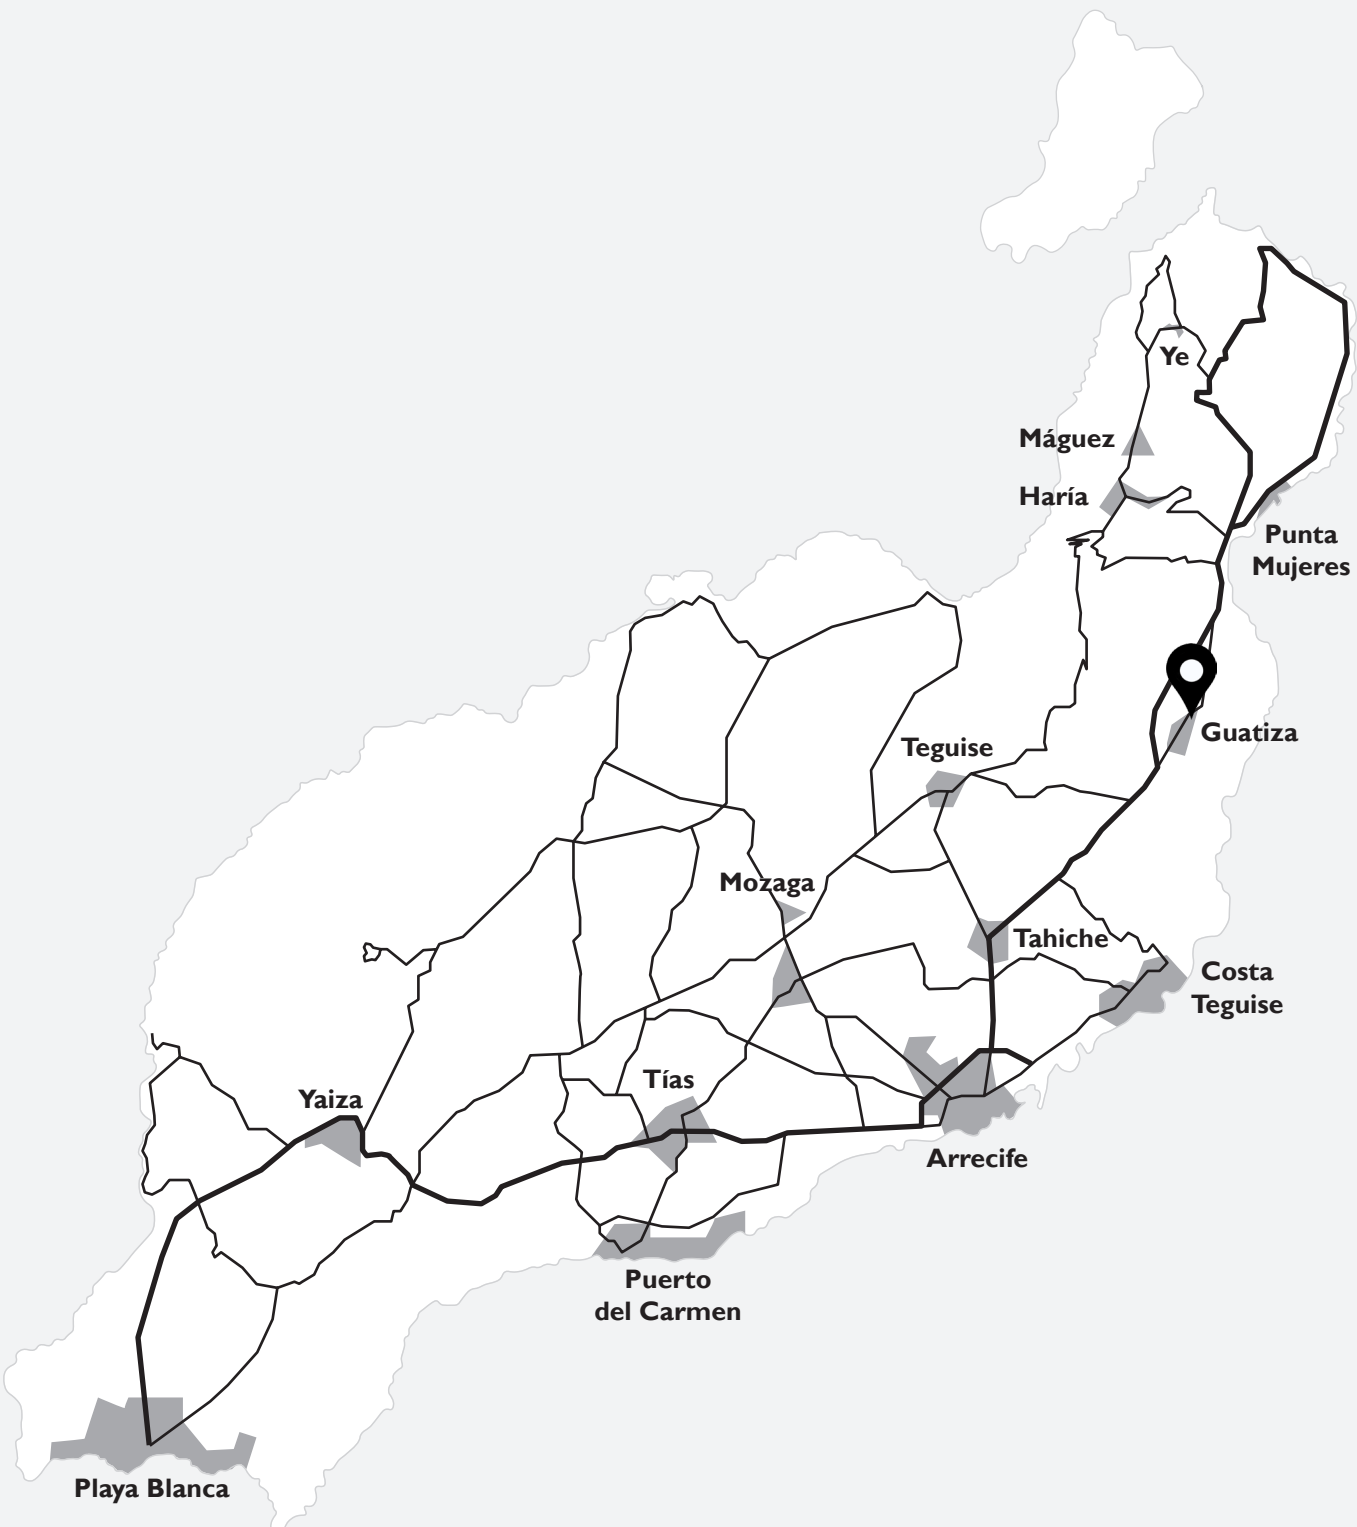 Ye
Máguez
Haría
Punta
Mujeres
Guatiza
Teguise
Mozaga
Tahiche
Costa
Teguise
Tías
Yaiza
Arrecife
Puerto
del Carmen
Playa Blanca